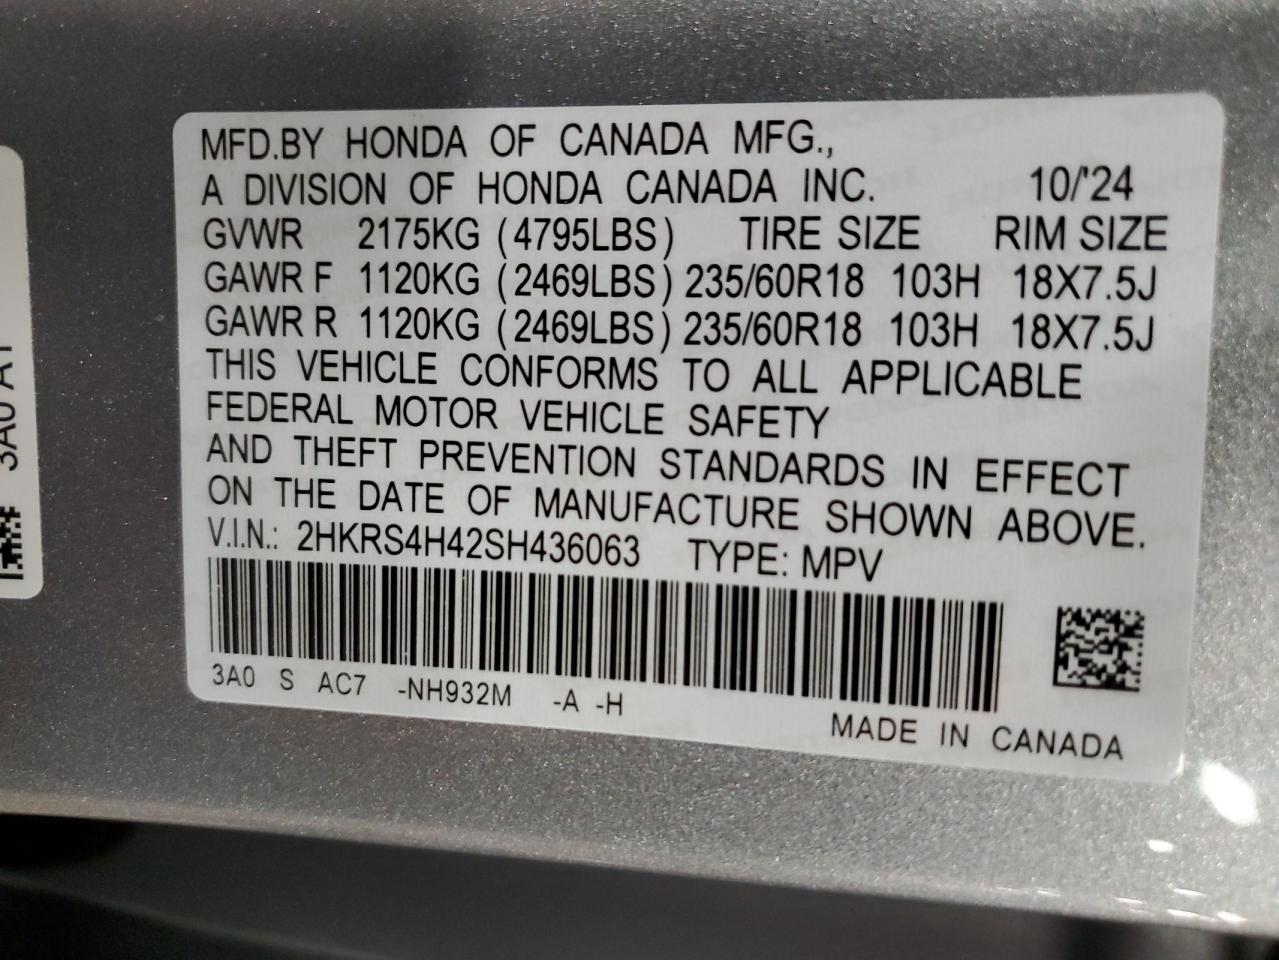 MFD.BY HONDA OF CANADA MFG.,
A DIVISION OF HONDA CANADA INC. 10/'24
GVWR 2175KG (4795LBS) TIRE SIZE RIM SIZE
GAWR F 1120KG (2469LBS) 235/60R18 103H 18X7.5J
GAWR R 1120KG (2469LBS) 235/60R18 103H 18X7.5J
THIS VEHICLE CONFORMS TO ALL APPLICABLE
FEDERAL MOTOR VEHICLE SAFETY
AND THEFT PREVENTION STANDARDS IN EFFECT
ON THE DATE OF MANUFACTURE SHOWN ABOVE.
V.I.N.: 2HKRS4H42SH436063 TYPE: MPV
3A0 S AC7 -NH932M -A -H
MADE IN CANADA
3A0 A1